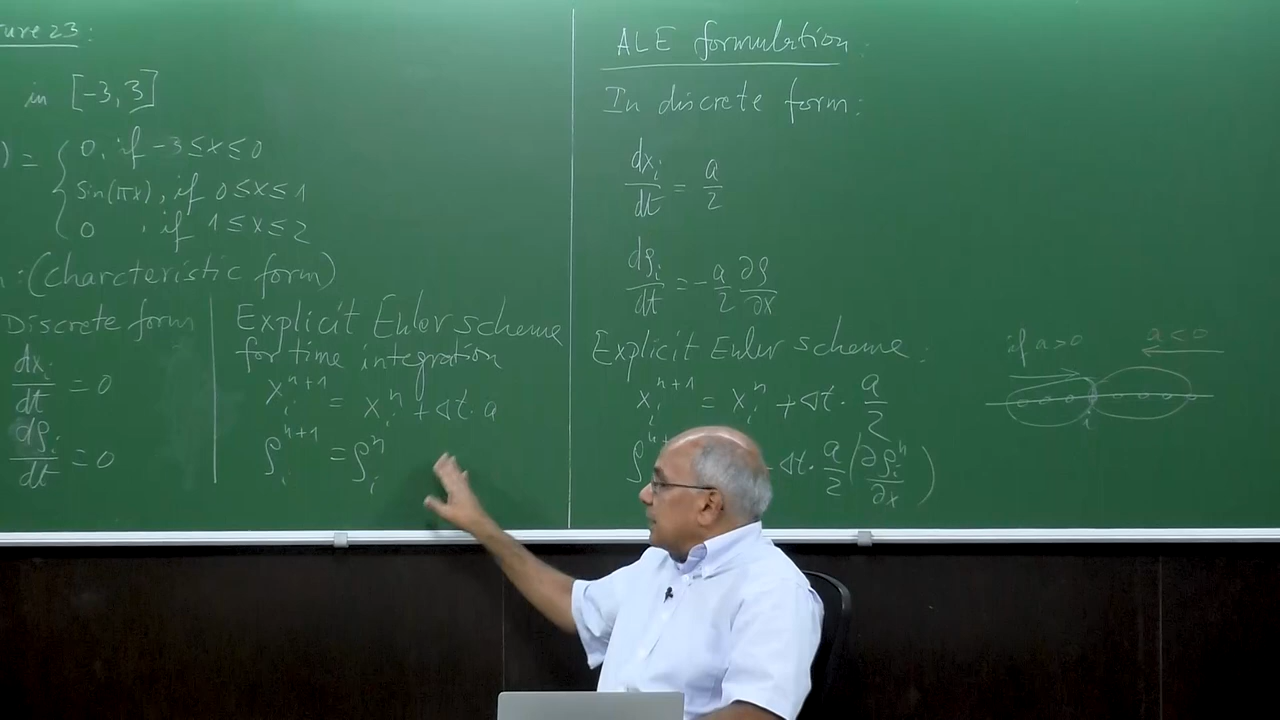 ture 23:
in [-3, 3]
) = { 0, if -3 ≤ x ≤ 0
sin(πx), if 0 ≤ x ≤ 1
0 , if 1 ≤ x ≤ 2
n: (charcteristic form)
Discrete form
dx_i/dt = 0
dρ_i/dt = 0
Explicit Euler scheme
for time integration
x_i^{n+1} = x_i^n + Δt · a
ρ_i^{n+1} = ρ_i^n
ALE formulation:
In discrete form:
dx_i/dt = a/2
dρ_i/dt = -a/2 ∂ρ/∂x
Explicit Euler scheme:
x_i^{n+1} = x_i^n + Δt · a/2
- Δt · a/2 (∂ρ_i^n/∂x)
if a>0
a<0
i